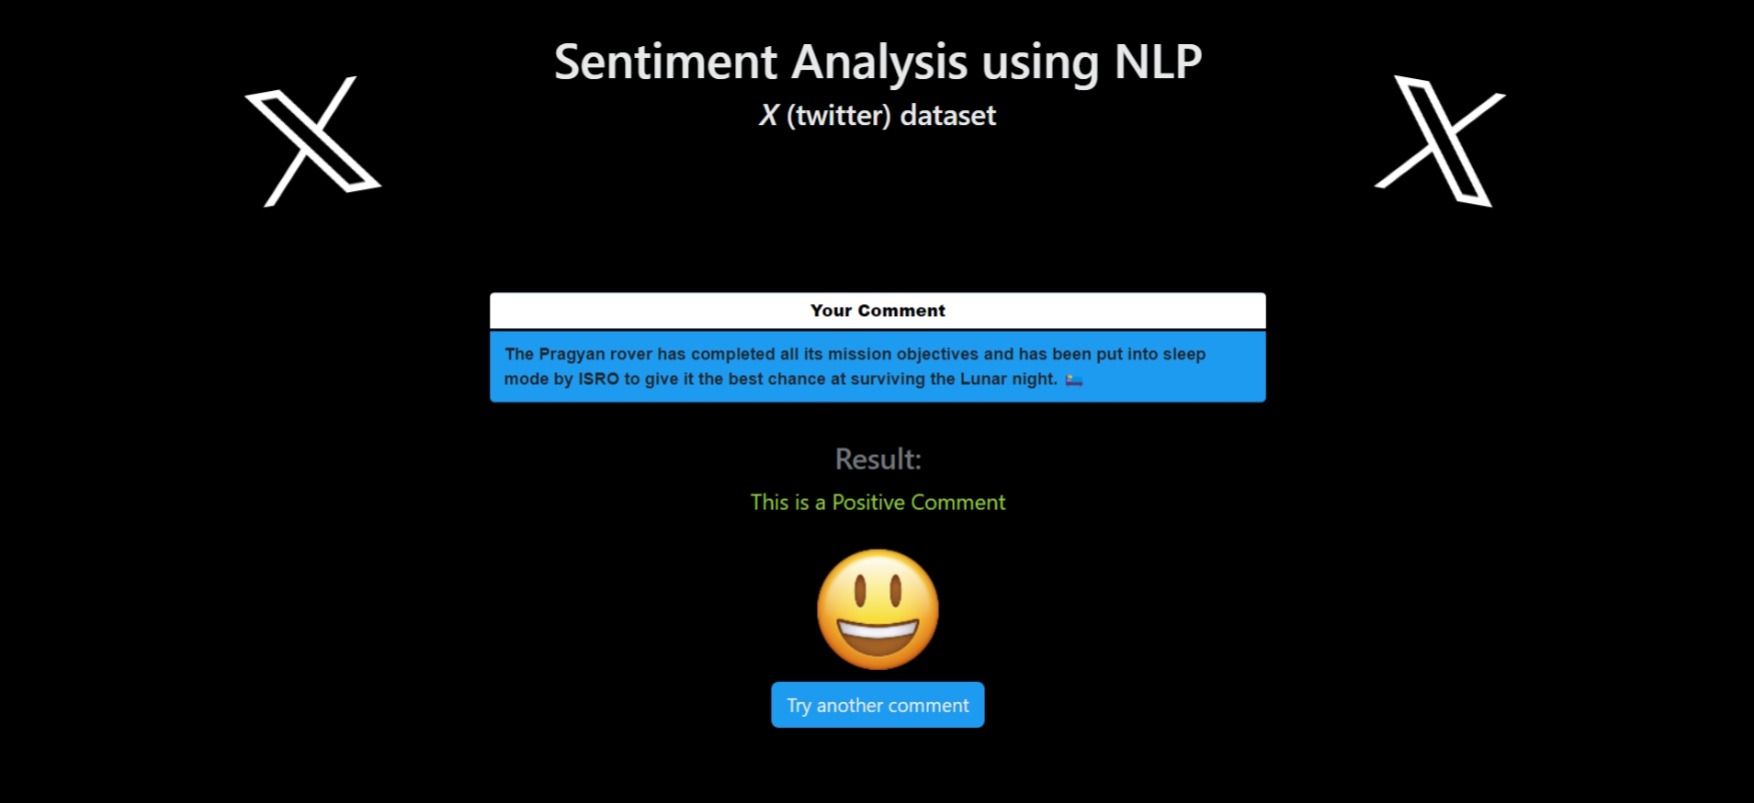 Sentiment Analysis using NLP
X (twitter) dataset
Your Comment
The Pragyan rover has completed all its mission objectives and has been put into sleep
mode by ISRO to give it the best chance at surviving the Lunar night. 🛌
Result:
This is a Positive Comment
Try another comment